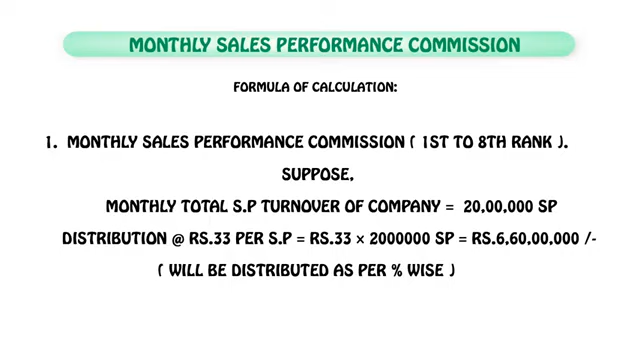 MONTHLY SALES PERFORMANCE COMMISSION
FORMULA OF CALCULATION:
1. MONTHLY SALES PERFORMANCE COMMISSION ( 1ST TO 8TH RANK ).
SUPPOSE,
MONTHLY TOTAL S.P TURNOVER OF COMPANY = 20,00,000 SP
DISTRIBUTION @ RS.33 PER S.P = RS.33 × 2000000 SP = RS.6,60,00,000 /-
( WILL BE DISTRIBUTED AS PER % WISE )